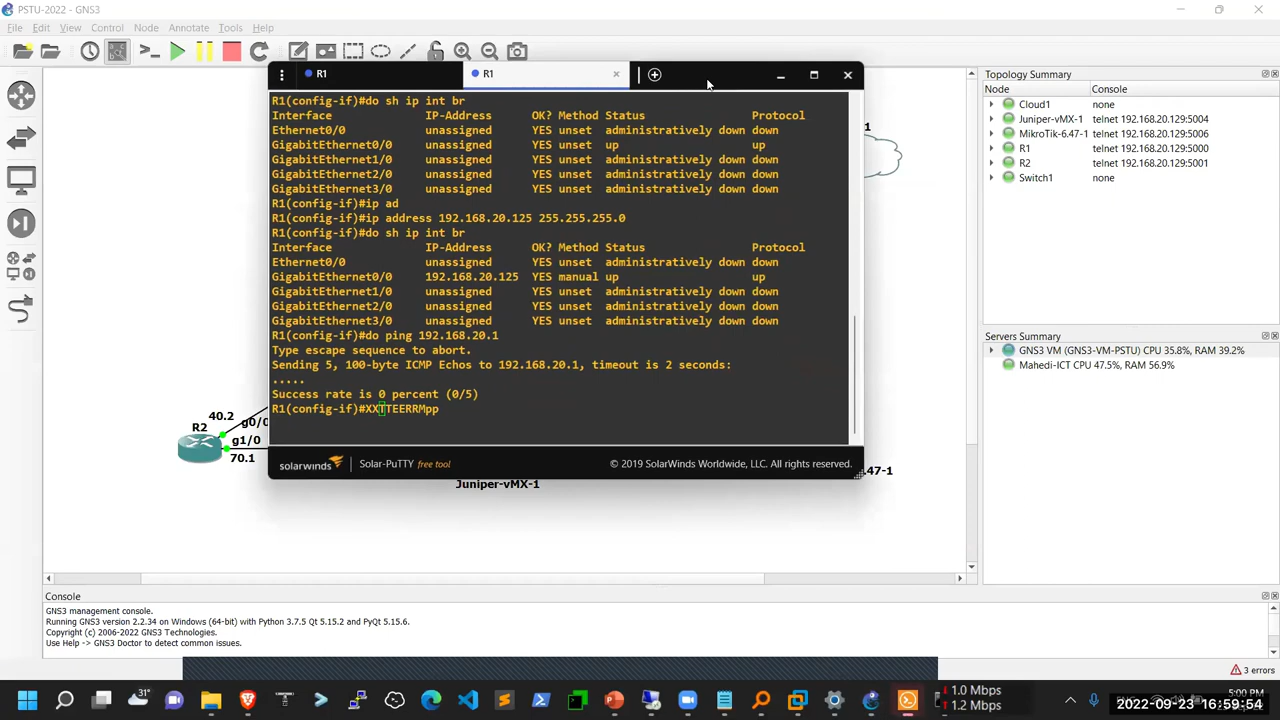 PSTU-2022 - GNS3
File Edit View Control Node Annotate Tools Help
R1
R1
R1(config-if)#do sh ip int br
Interface IP-Address OK? Method Status Protocol
Ethernet0/0 unassigned YES unset administratively down down
GigabitEthernet0/0 unassigned YES unset up up
GigabitEthernet1/0 unassigned YES unset administratively down down
GigabitEthernet2/0 unassigned YES unset administratively down down
GigabitEthernet3/0 unassigned YES unset administratively down down
R1(config-if)#ip ad
R1(config-if)#ip address 192.168.20.125 255.255.255.0
R1(config-if)#do sh ip int br
Interface IP-Address OK? Method Status Protocol
Ethernet0/0 unassigned YES unset administratively down down
GigabitEthernet0/0 192.168.20.125 YES manual up up
GigabitEthernet1/0 unassigned YES unset administratively down down
GigabitEthernet2/0 unassigned YES unset administratively down down
GigabitEthernet3/0 unassigned YES unset administratively down down
R1(config-if)#do ping 192.168.20.1
Type escape sequence to abort.
Sending 5, 100-byte ICMP Echos to 192.168.20.1, timeout is 2 seconds:
.....
Success rate is 0 percent (0/5)
R1(config-if)#XXTTEERRMpp
solarwinds Solar-PuTTY free tool © 2019 SolarWinds Worldwide, LLC. All rights reserved.
1
40.2
g0/0
R2
g1/0
70.1
47-1
Juniper-vMX-1
Topology Summary
Node Console
Cloud1 none
Juniper-vMX-1 telnet 192.168.20.129:5004
MikroTik-6.47-1 telnet 192.168.20.129:5006
R1 telnet 192.168.20.129:5000
R2 telnet 192.168.20.129:5001
Switch1 none
Servers Summary
GNS3 VM (GNS3-VM-PSTU) CPU 35.8%, RAM 39.2%
Mahedi-ICT CPU 47.5%, RAM 56.9%
Console
GNS3 management console.
Running GNS3 version 2.2.34 on Windows (64-bit) with Python 3.7.5 Qt 5.15.2 and PyQt 5.15.6.
Copyright (c) 2006-2022 GNS3 Technologies.
Use Help -> GNS3 Doctor to detect common issues.
3 errors
31°
1.0 Mbps
1.2 Mbps
5:00 PM
2022-09-23 16:59:54